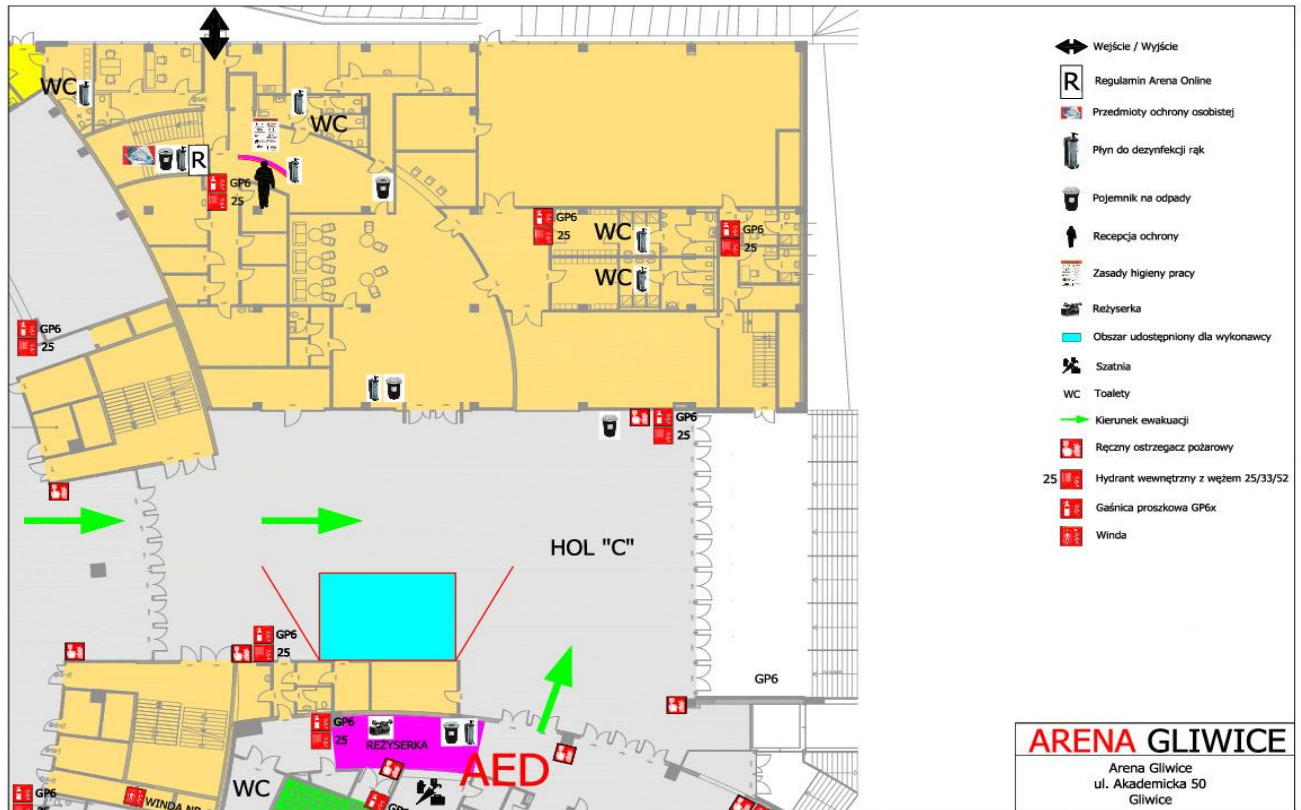 WC
WC
R
GP6
25
GP6
25
WC
GP6
25
WC
GP6
25
GP6
25
HOL "C"
GP6
25
GP6
GP6
25
REŻYSERKA
AED
WC
GP6
25
WINDA NR
GP6
Wejście / Wyjście
R
Regulamin Arena Online
Przedmioty ochrony osobistej
Płyn do dezynfekcji rąk
Pojemnik na odpady
Recepcja ochrony
Zasady higieny pracy
Reżyserka
Obszar udostępniony dla wykonawcy
Szatnia
WC Toalety
Kierunek ewakuacji
Ręczny ostrzegacz pożarowy
25 Hydrant wewnętrzny z wężem 25/33/52
Gaśnica proszkowa GP6x
Winda
ARENA GLIWICE
Arena Gliwice
ul. Akademicka 50
Gliwice